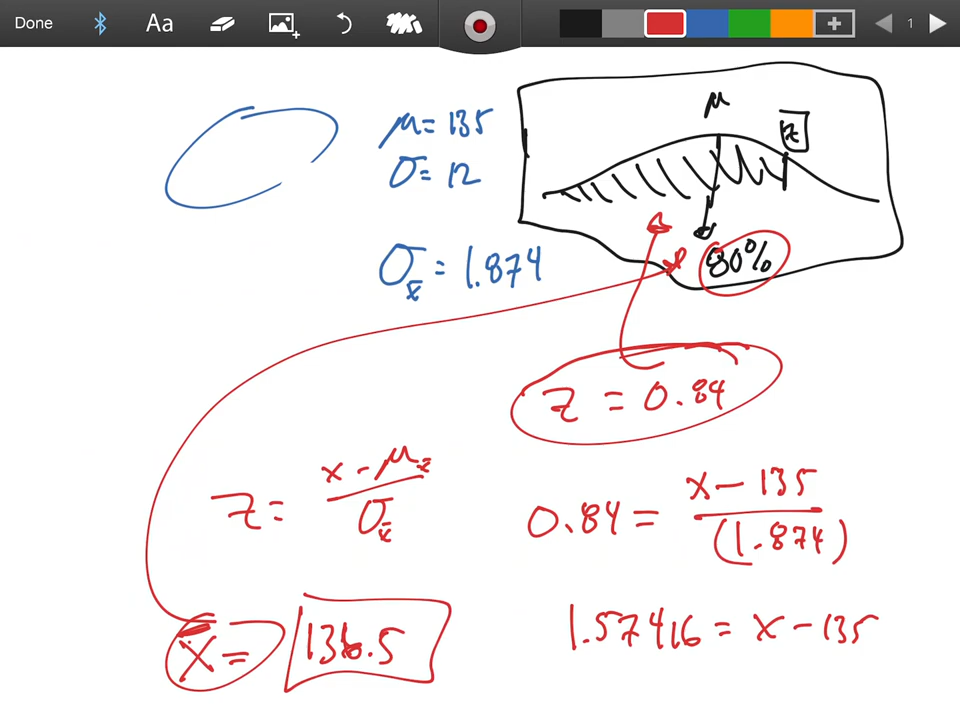 Done Aa 1
μ
z
μ = 135
σ = 12
80%
σx̄ = 1.874
z = 0.84
z = x - μx̄ / σx̄
0.84 = x - 135 / (1.874)
1.57416 = x - 135
x = 136.5